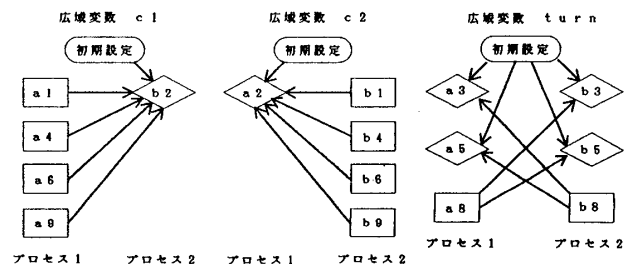 広域変数 c1
広域変数 c2
広域変数 turn
初期設定
初期設定
初期設定
a1
b2
a2
b1
a3
b3
a4
b4
a5
b5
a6
b6
a9
b9
a8
b8
プロセス1
プロセス2
プロセス1
プロセス2
プロセス1
プロセス2